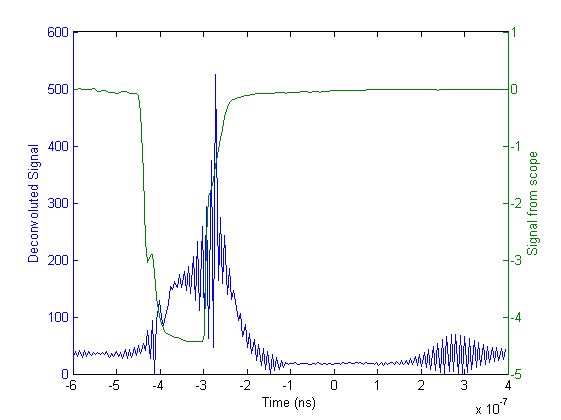 600
500
400
300
200
100
0
Deconvoluted Signal
1
0
-1
-2
-3
-4
-5
Signal from scope
-6 -5 -4 -3 -2 -1 0 1 2 3 4
Time (ns)
x 10^-7